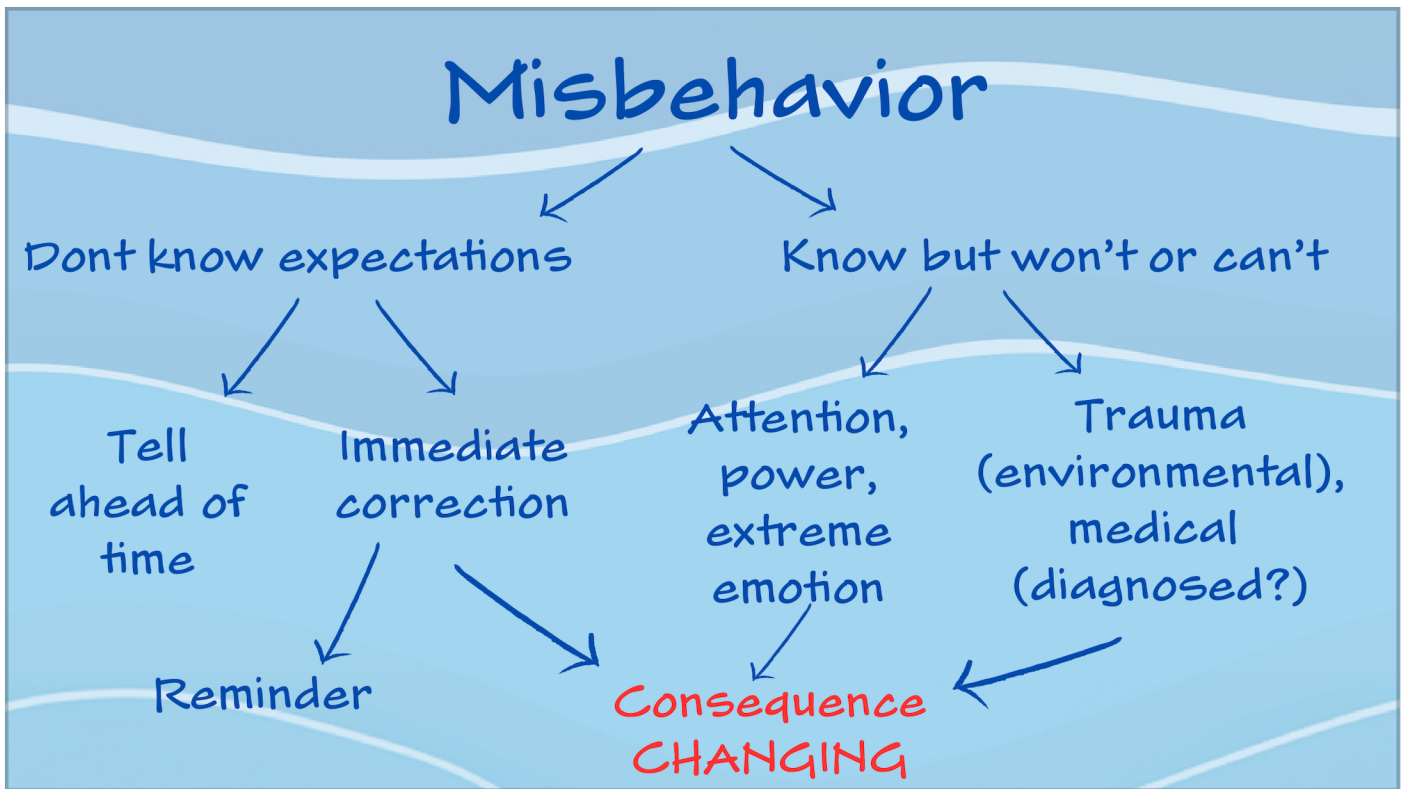 Misbehavior
Dont know expectations
Know but won't or can't
Tell
ahead of
time
Immediate
correction
Attention,
power,
extreme
emotion
Trauma
(environmental),
medical
(diagnosed?)
Reminder
Consequence
CHANGING